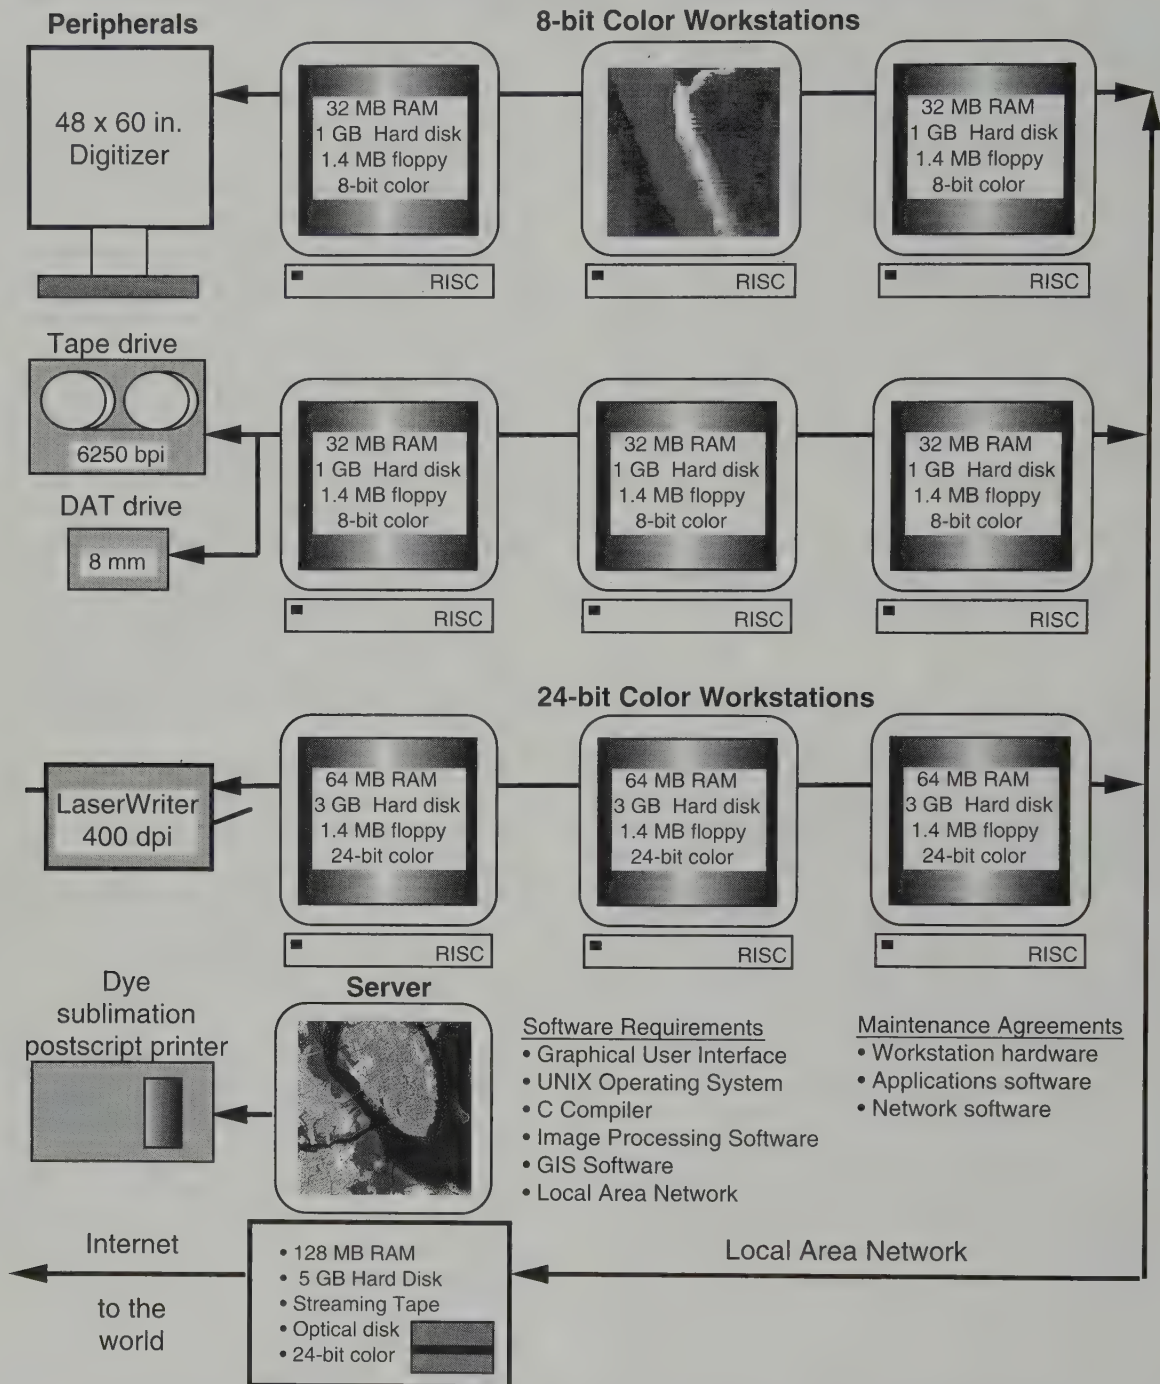 Peripherals
8-bit Color Workstations
48 x 60 in.
Digitizer
32 MB RAM
1 GB Hard disk
1.4 MB floppy
8-bit color
RISC
RISC
32 MB RAM
1 GB Hard disk
1.4 MB floppy
8-bit color
RISC
Tape drive
6250 bpi
DAT drive
8 mm
32 MB RAM
1 GB Hard disk
1.4 MB floppy
8-bit color
RISC
32 MB RAM
1 GB Hard disk
1.4 MB floppy
8-bit color
RISC
32 MB RAM
1 GB Hard disk
1.4 MB floppy
8-bit color
RISC
24-bit Color Workstations
LaserWriter
400 dpi
64 MB RAM
3 GB Hard disk
1.4 MB floppy
24-bit color
RISC
64 MB RAM
3 GB Hard disk
1.4 MB floppy
24-bit color
RISC
64 MB RAM
3 GB Hard disk
1.4 MB floppy
24-bit color
RISC
Dye
sublimation
postscript printer
Server
Software Requirements
• Graphical User Interface
• UNIX Operating System
• C Compiler
• Image Processing Software
• GIS Software
• Local Area Network
Maintenance Agreements
• Workstation hardware
• Applications software
• Network software
Internet
to the
world
• 128 MB RAM
• 5 GB Hard Disk
• Streaming Tape
• Optical disk
• 24-bit color
Local Area Network